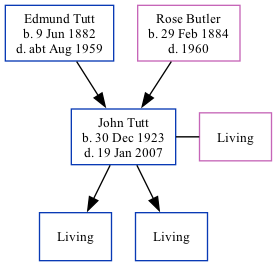 Edmund Tutt
b. 9 Jun 1882
d. abt Aug 1959
Rose Butler
b. 29 Feb 1884
d. 1960
John Tutt
b. 30 Dec 1923
d. 19 Jan 2007
Living
Living
Living